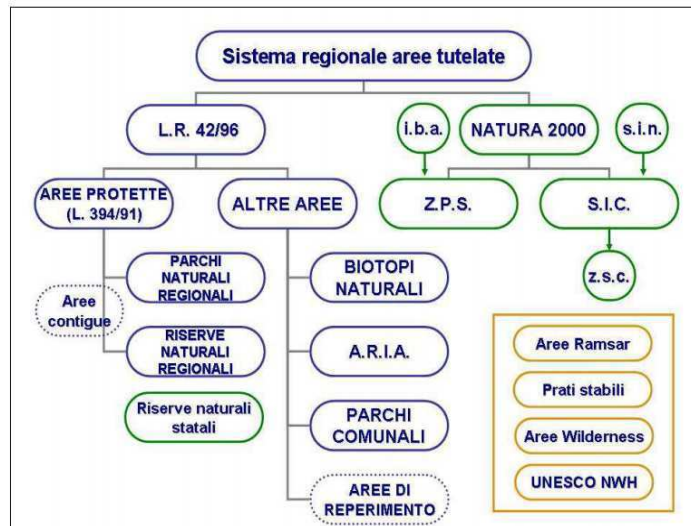 Sistema regionale aree tutelate
L.R. 42/96
i.b.a.
NATURA 2000
s.i.n.
AREE PROTETTE
(L. 394/91)
ALTRE AREE
Z.P.S.
S.I.C.
PARCHI
NATURALI
REGIONALI
BIOTOPI
NATURALI
z.s.c.
Aree
contigue
RISERVE
NATURALI
REGIONALI
A.R.I.A.
Aree Ramsar
Prati stabili
Riserve naturali
statali
PARCHI
COMUNALI
Aree Wilderness
UNESCO NWH
AREE DI
REPERIMENTO